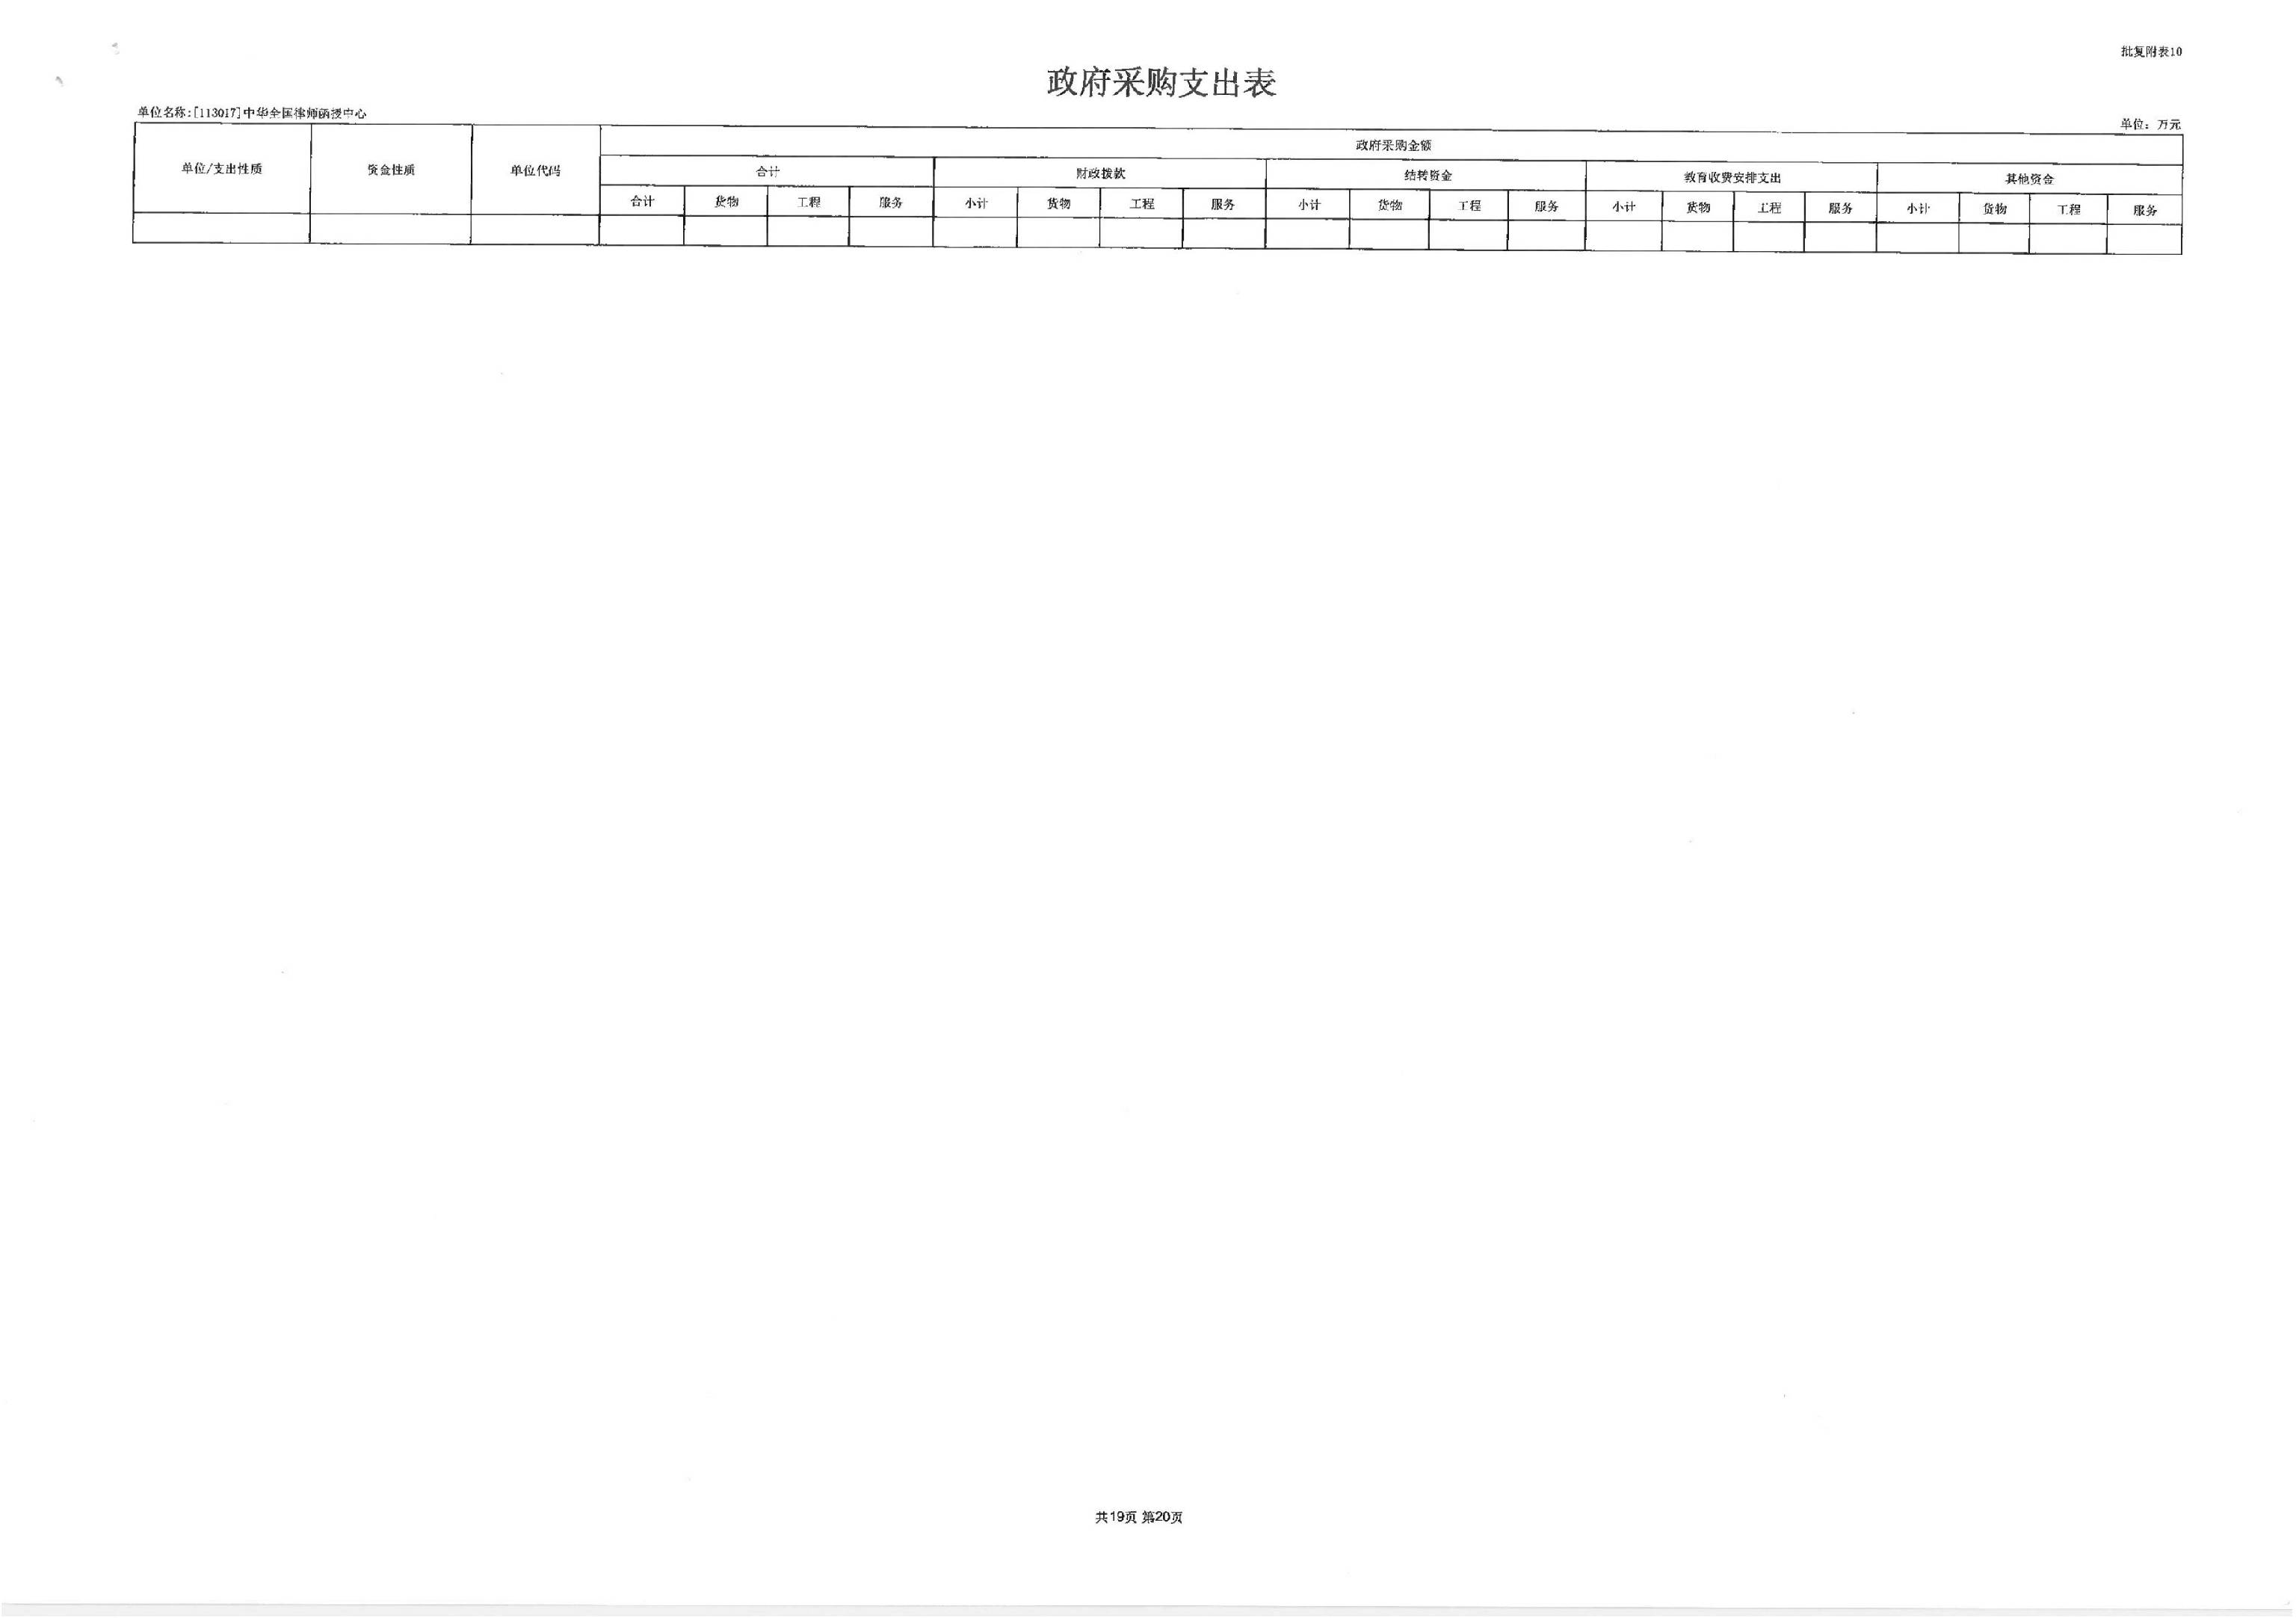 批复附表10
政府采购支出表
单位名称:[113017]中华全国律师函授中心
单位：万元
单位/支出性质 资金性质 单位代码 政府采购金额
合计 财政拨款 结转资金 教育收费安排支出 其他资金
合计 货物 工程 服务 小计 货物 工程 服务 小计 货物 工程 服务 小计 货物 工程 服务 小计 货物 工程 服务
共19页 第20页